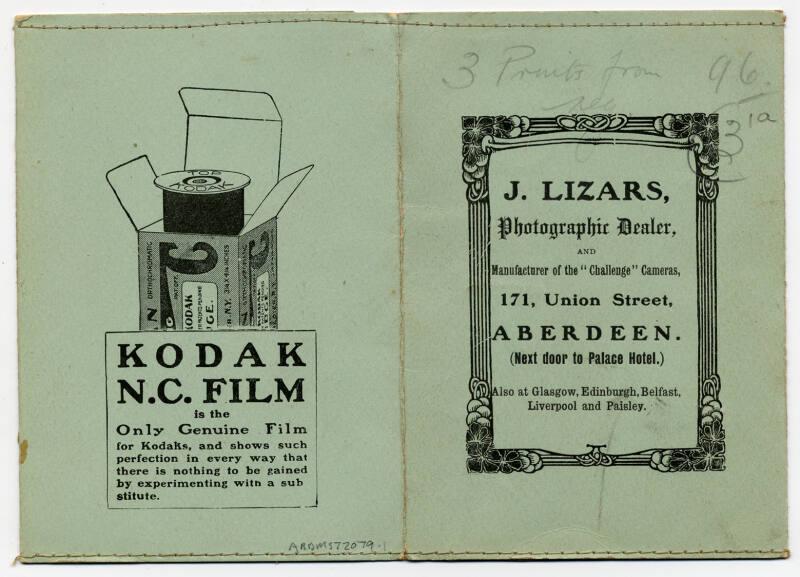 TOP
KODAK
ORTHOCHROMATIC
KODAK
N.C. FILM
is the
Only Genuine Film
for Kodaks, and shows such
perfection in every way that
there is nothing to be gained
by experimenting with a sub
stitute.
ABDMS72079.1
3 Prints from 96.
neg
3 1a
J. LIZARS,
Photographic Dealer,
AND
Manufacturer of the "Challenge" Cameras,
171, Union Street,
ABERDEEN.
(Next door to Palace Hotel.)
Also at Glasgow, Edinburgh, Belfast,
Liverpool and Paisley.